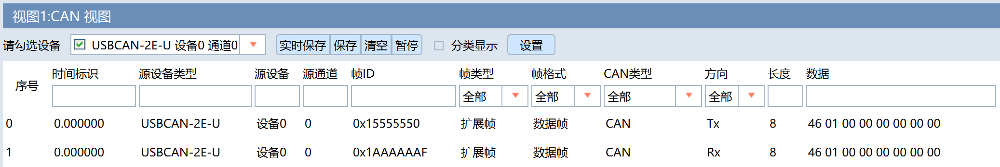 视图1:CAN 视图
请勾选设备 USBCAN-2E-U 设备0 通道0 实时保存 保存 清空 暂停 分类显示 设置
序号 时间标识 源设备类型 源设备 源通道 帧ID 帧类型 帧格式 CAN类型 方向 长度 数据
全部 全部 全部 全部
0 0.000000 USBCAN-2E-U 设备0 0 0x15555550 扩展帧 数据帧 CAN Tx 8 46 01 00 00 00 00 00 00
1 0.000000 USBCAN-2E-U 设备0 0 0x1AAAAAAF 扩展帧 数据帧 CAN Rx 8 46 01 00 00 00 00 00 00